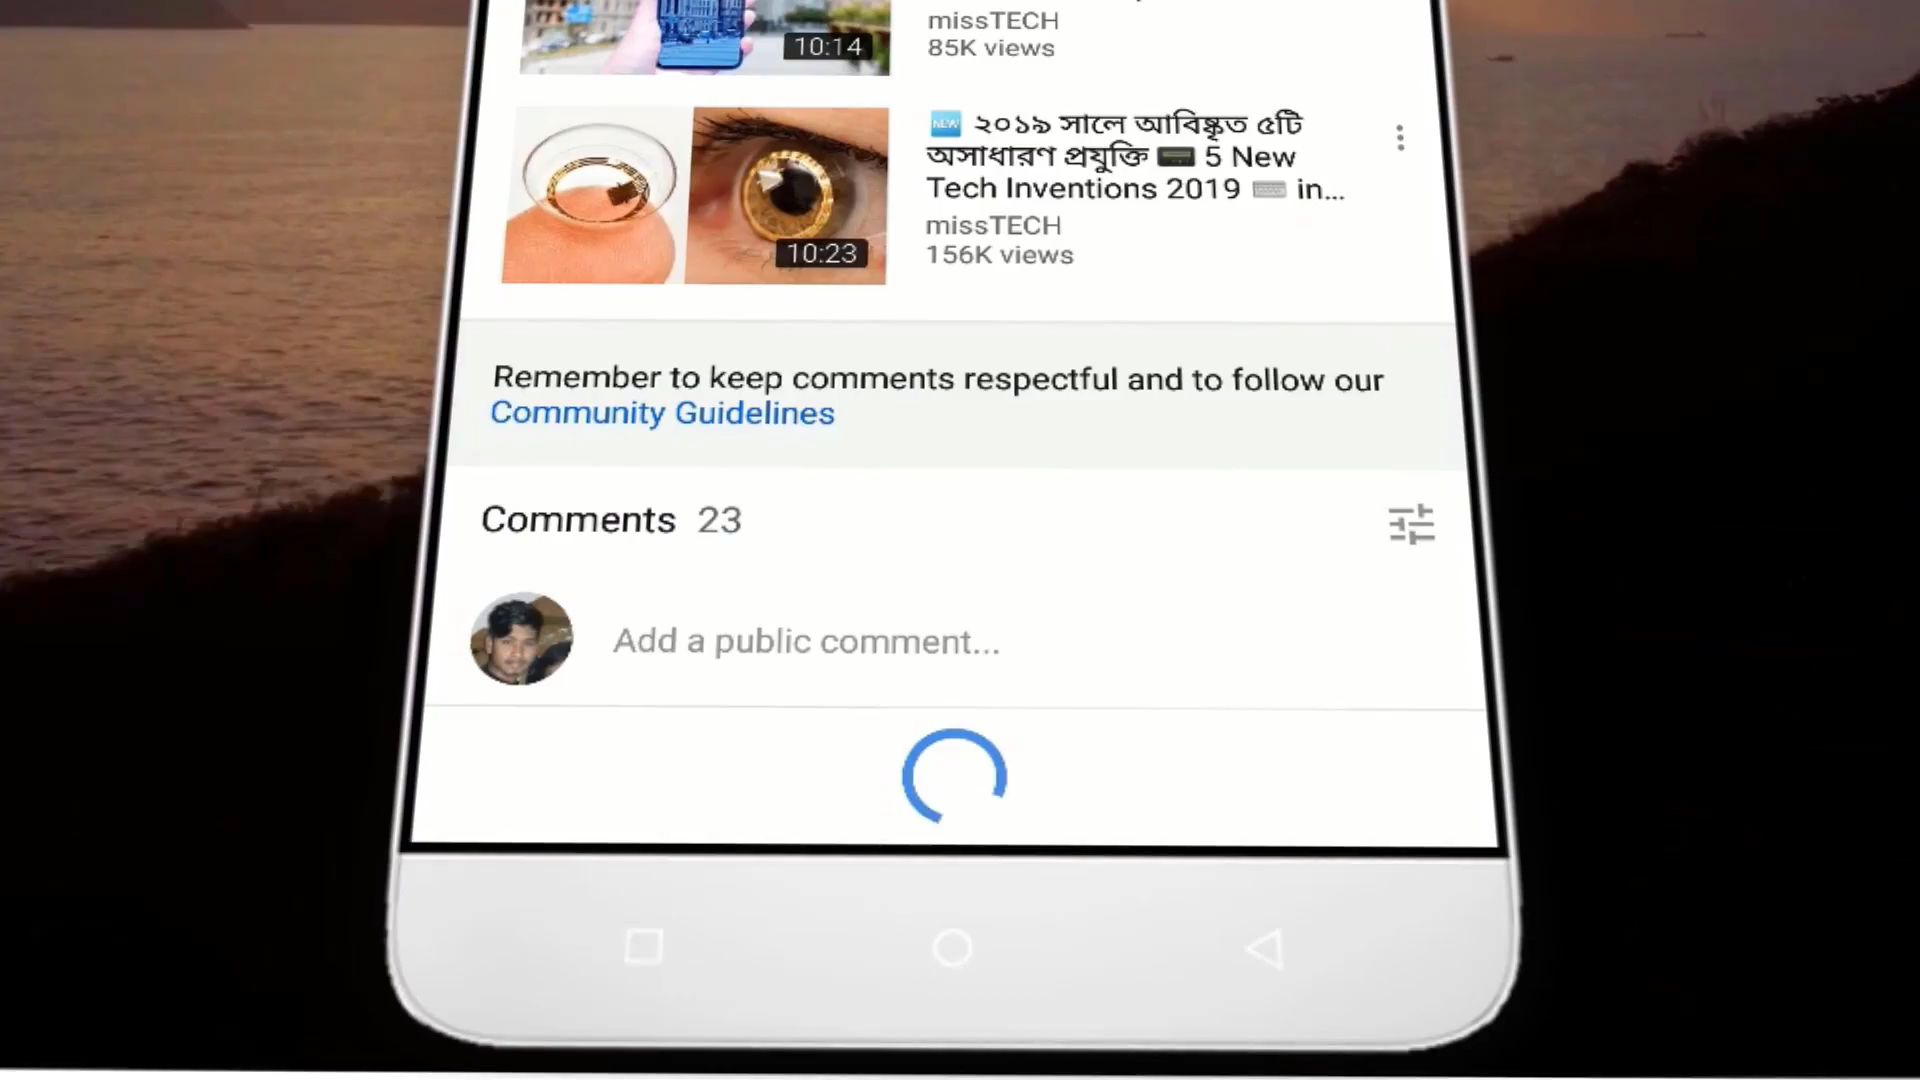 missTECH
10:14
85K views
NEW ২০১৯ সালে আবিষ্কৃত ৫টি
অসাধারণ প্রযুক্তি 5 New
Tech Inventions 2019 in...
missTECH
10:23
156K views
Remember to keep comments respectful and to follow our
Community Guidelines
Comments 23
Add a public comment...